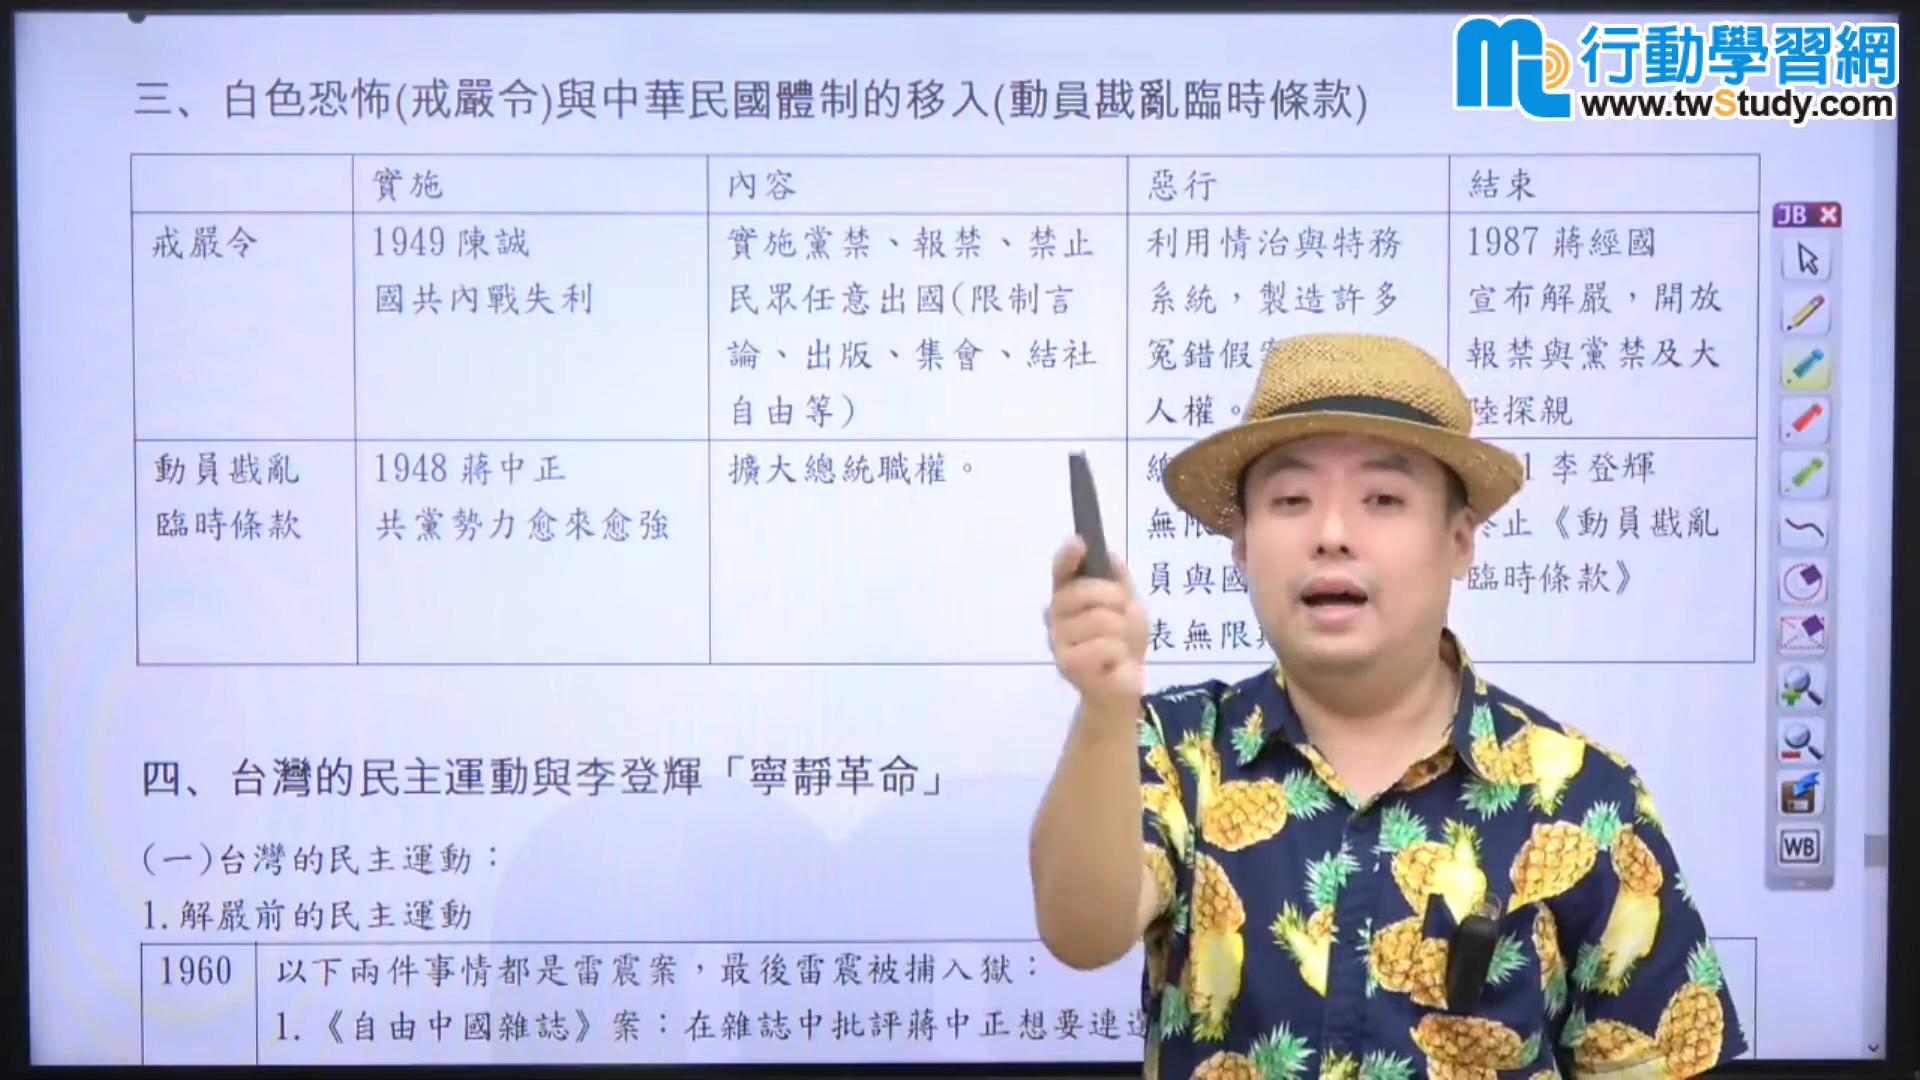 行動學習網
www.twStudy.com
三、白色恐怖(戒嚴令)與中華民國體制的移入(動員戡亂臨時條款)
實施 內容 惡行 結束
戒嚴令
1949 陳誠
國共內戰失利
實施黨禁、報禁、禁止
民眾任意出國(限制言
論、出版、集會、結社
自由等)
利用情治與特務
系統,製造許多
冤錯假
人權。
1987 蔣經國
宣布解嚴,開放
報禁與黨禁及大
陸探親
動員戡亂
臨時條款
1948 蔣中正
共黨勢力愈來愈強
擴大總統職權。
無限
員與國
表無限
1 李登輝
終止《動員戡亂
臨時條款》
四、台灣的民主運動與李登輝「寧靜革命」
(一)台灣的民主運動:
1.解嚴前的民主運動
1960 以下兩件事情都是雷震案,最後雷震被捕入獄:
1.《自由中國雜誌》案:在雜誌中批評蔣中正想要連
JB
WB